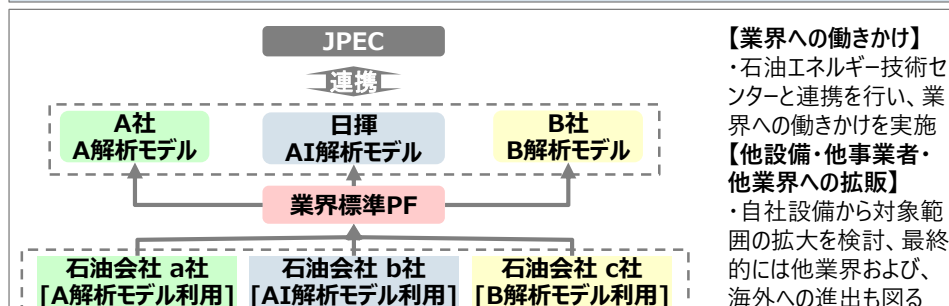 JPEC
連携
A社
A解析モデル
日揮
AI解析モデル
B社
B解析モデル
業界標準PF
石油会社 a社
[A解析モデル利用]
石油会社 b社
[AI解析モデル利用]
石油会社 c社
[B解析モデル利用]
【業界への働きかけ】
・石油エネルギー技術セ
ンターと連携を行い、業
界への働きかけを実施
【他設備・他事業者・
他業界への拡販】
・自社設備から対象範
囲の拡大を検討、最終
的には他業界および、
海外への進出も図る